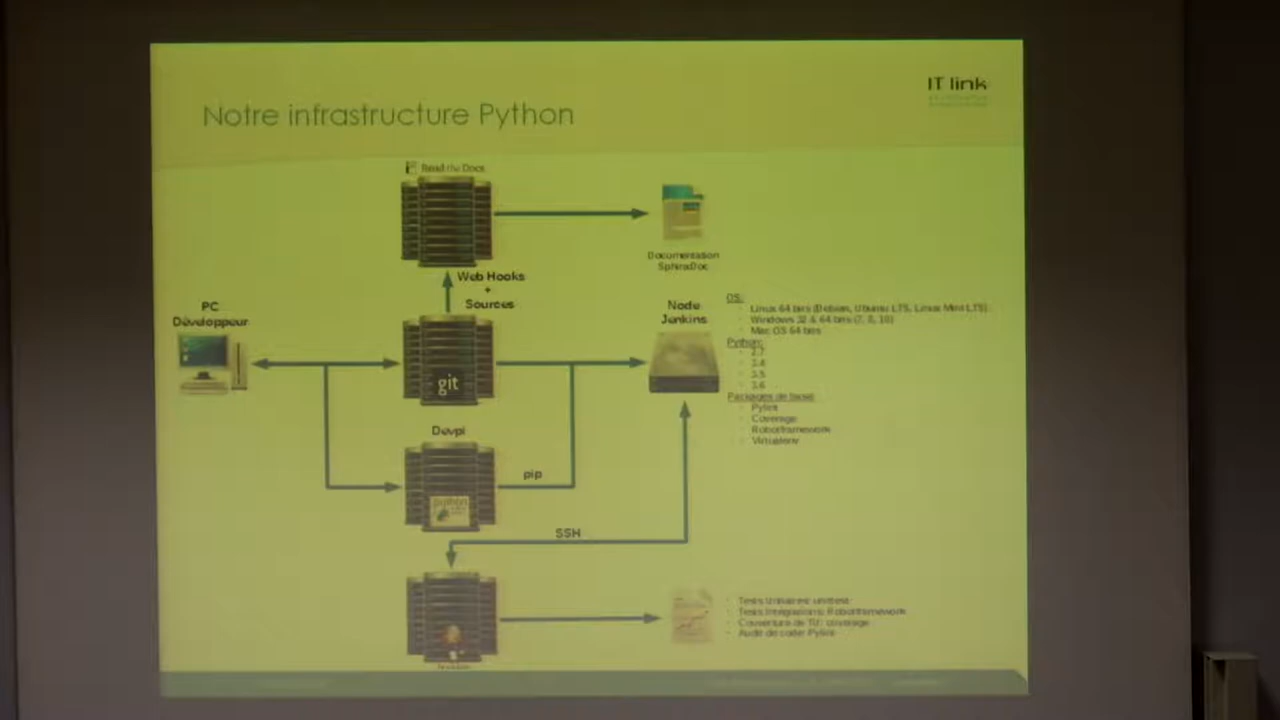 IT link
Notre infrastructure Python
Read the Docs
Documentation
SphinxDoc
Web Hooks
+
Sources
PC
Développeur
Node
Jenkins
git
OS:
Linux 64 bits (Debian, Ubuntu LTS, Linux Mint LTS)
Windows 32 & 64 bits (7, 8, 10)
Mac OS 64 bits
Python:
2.7
3.4
3.5
3.6
Packages de base:
Pylint
Coverage
Robotframework
Virtualenv
Devpi
python
pip
SSH
Tests Unitaires: unittest
Tests Intégrations: Robotframework
Couverture de TU: coverage
Audit de code: Pylint